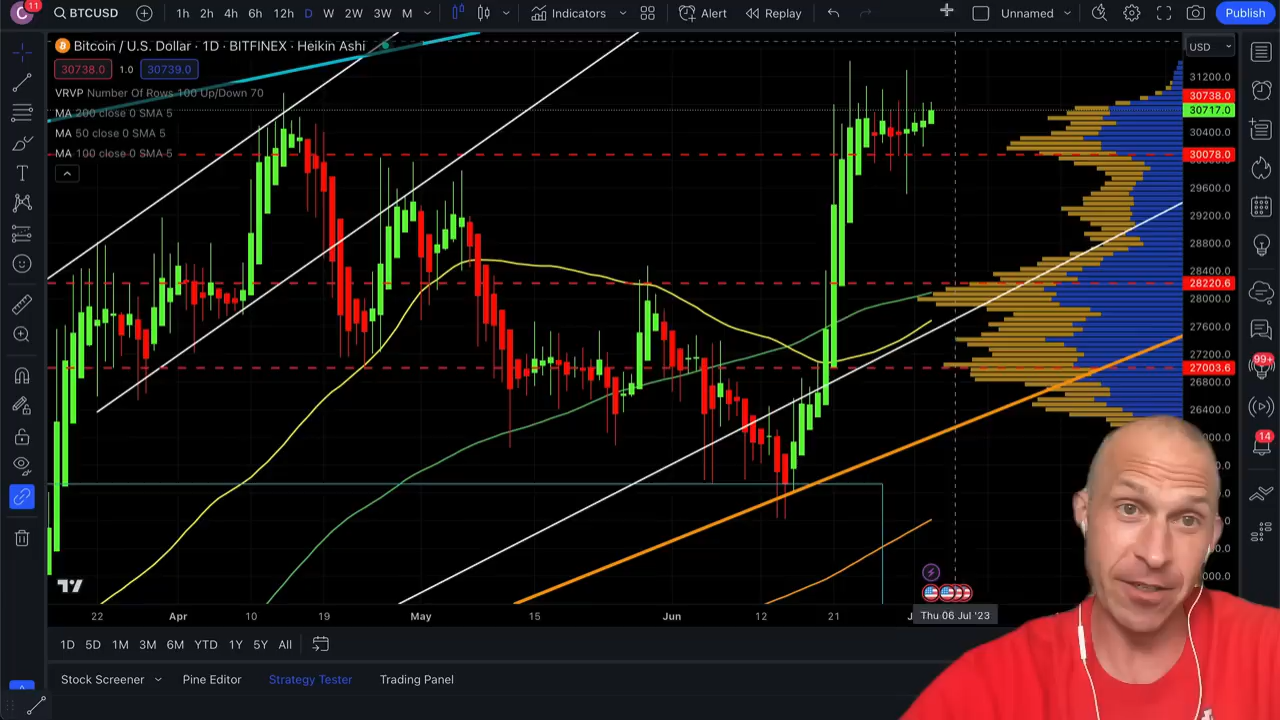 C 11 BTCUSD 1h 2h 4h 6h 12h D W 2W 3W M Indicators Alert Replay Unnamed Publish
Bitcoin / U.S. Dollar · 1D · BITFINEX · Heikin Ashi
USD
30738.0 1.0 30739.0
VRVP Number Of Rows 100 Up/Down 70
MA 200 close 0 SMA 5
MA 50 close 0 SMA 5
MA 100 close 0 SMA 5
31200.0
30738.0
30717.0
30400.0
30078.0
29600.0
29200.0
28800.0
28400.0
28220.6
28000.0
27600.0
27200.0
27003.6
26800.0
26400.0
99+
14
22 Apr 10 19 May 15 Jun 12 21
Thu 06 Jul '23
1D 5D 1M 3M 6M YTD 1Y 5Y All
Stock Screener Pine Editor Strategy Tester Trading Panel